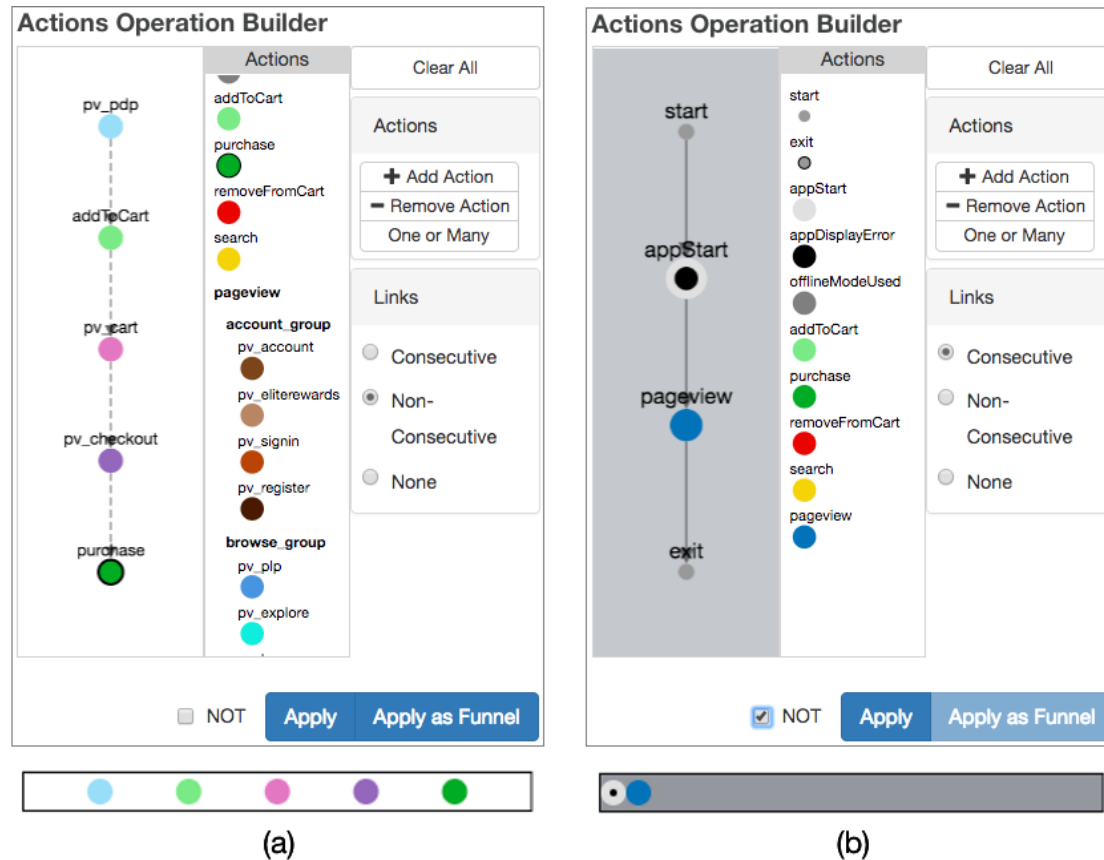 Actions Operation Builder
pv_pdp
addToCart
pv_cart
pv_checkout
purchase
Actions
addToCart
purchase
removeFromCart
search
pageview
account_group
pv_account
pv_eliterewards
pv_signin
pv_register
browse_group
pv_plp
pv_explore
Clear All
Actions
+ Add Action
− Remove Action
One or Many
Links
Consecutive
Non-
Consecutive
None
NOT
Apply
Apply as Funnel
(a)
Actions Operation Builder
start
appStart
pageview
exit
Actions
start
exit
appStart
appDisplayError
offlineModeUsed
addToCart
purchase
removeFromCart
search
pageview
Clear All
Actions
+ Add Action
− Remove Action
One or Many
Links
Consecutive
Non-
Consecutive
None
NOT
Apply
Apply as Funnel
(b)